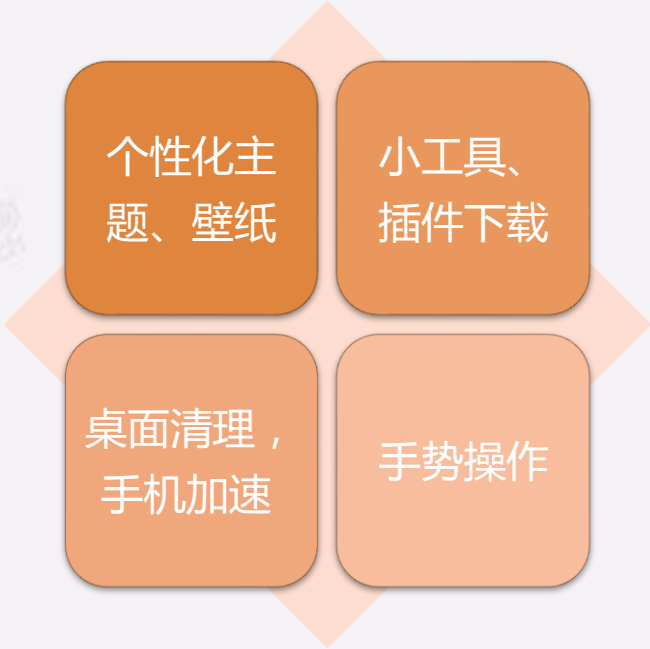 个性化主
题、壁纸
小工具、
插件下载
桌面清理，
手机加速
手势操作